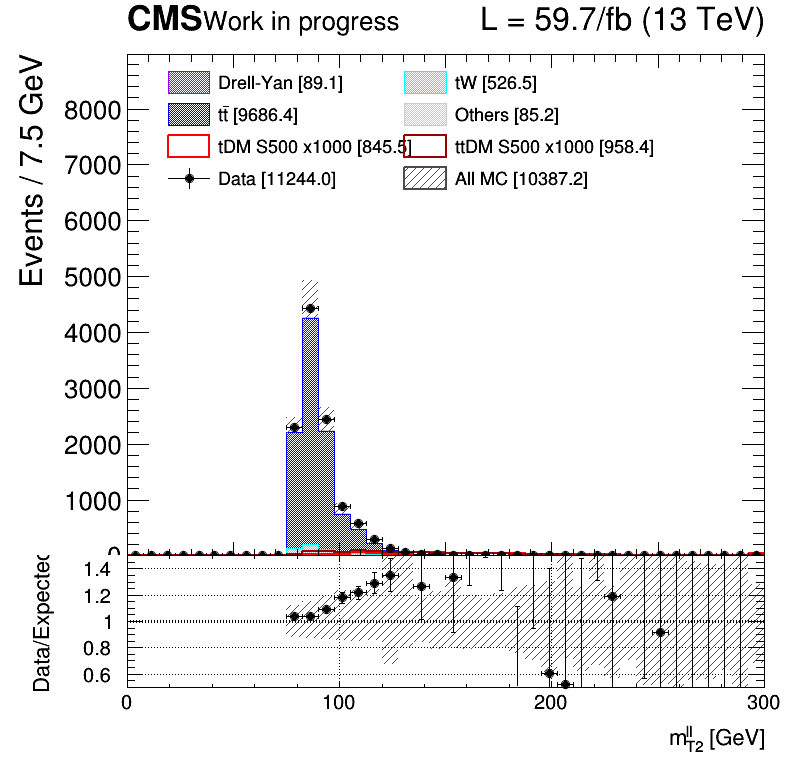 CMS Work in progress L = 59.7/fb (13 TeV)
Events / 7.5 GeV
Drell-Yan [89.1] tW [526.5]
tt̄ [9686.4] Others [85.2]
tDM S500 x1000 [845.5] ttDM S500 x1000 [958.4]
Data [11244.0] All MC [10387.2]
8000
7000
6000
5000
4000
3000
2000
1000
0
Data/Expected
1.4
1.2
1
0.8
0.6
0 100 200 300
m_{T2}^{ll} [GeV]